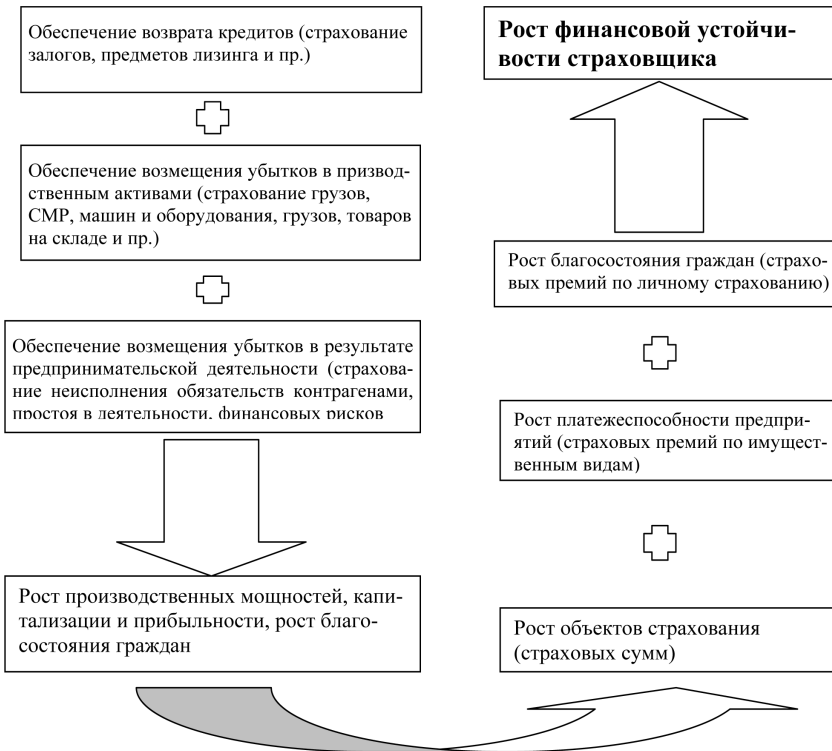 Обеспечение возврата кредитов (страхование
залогов, предметов лизинга и пр.)
Обеспечение возмещения убытков в призвод-
ственным активами (страхование грузов,
СМР, машин и оборудования, грузов, товаров
на складе и пр.)
Обеспечение возмещения убытков в результате
предпринимательской деятельности (страхова-
ние неисполнения обязательств контрагенами,
простоя в деятельности, финансовых рисков
Рост производственных мощностей, капи-
тализации и прибыльности, рост благо-
состояния граждан
Рост финансовой устойчи-
вости страховщика
Рост благосостояния граждан (страхо-
вых премий по личному страхованию)
Рост платежеспособности предпри-
ятий (страховых премий по имущест-
венным видам)
Рост объектов страхования
(страховых сумм)